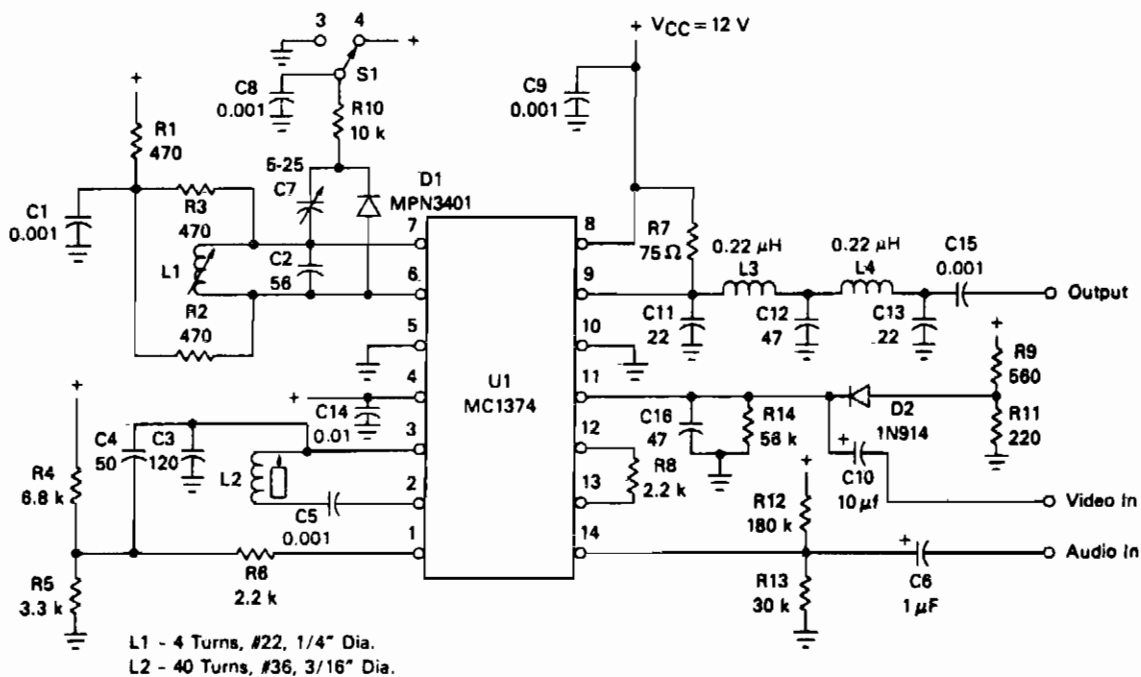 3
4
+
S1
+ VCC = 12 V
C8
0.001
C9
0.001
+
R1
470
R10
10 k
5-25
C7
D1
MPN3401
C1
0.001
R3
470
L1
C2
56
R2
470
7
6
5
4
3
2
1
U1
MC1374
8
9
10
11
12
13
14
R7
75 Ω
0.22 μH
L3
0.22 μH
L4
C15
0.001
Output
C11
22
C12
47
C13
22
+
R9
560
R11
220
D2
1N914
C16
47
R14
56 k
+
C10
10 μf
Video In
R8
2.2 k
+
R12
180 k
R13
30 k
+
C6
1 μF
Audio In
+
C14
0.01
+
C4
50
C3
120
L2
C5
0.001
R4
6.8 k
R5
3.3 k
R6
2.2 k
L1 - 4 Turns, #22, 1/4" Dia.
L2 - 40 Turns, #36, 3/16" Dia.